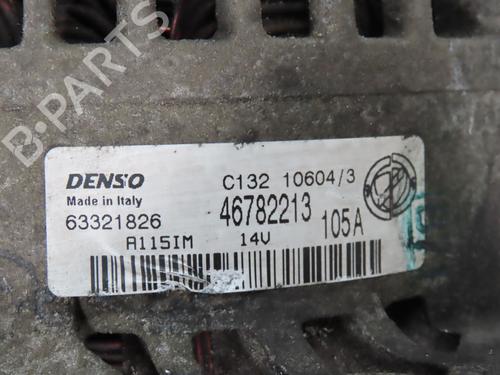 B-PARTS
DENSO
C132 10604/3
Made in Italy
46782213
63321826
105A
A115IM
14V